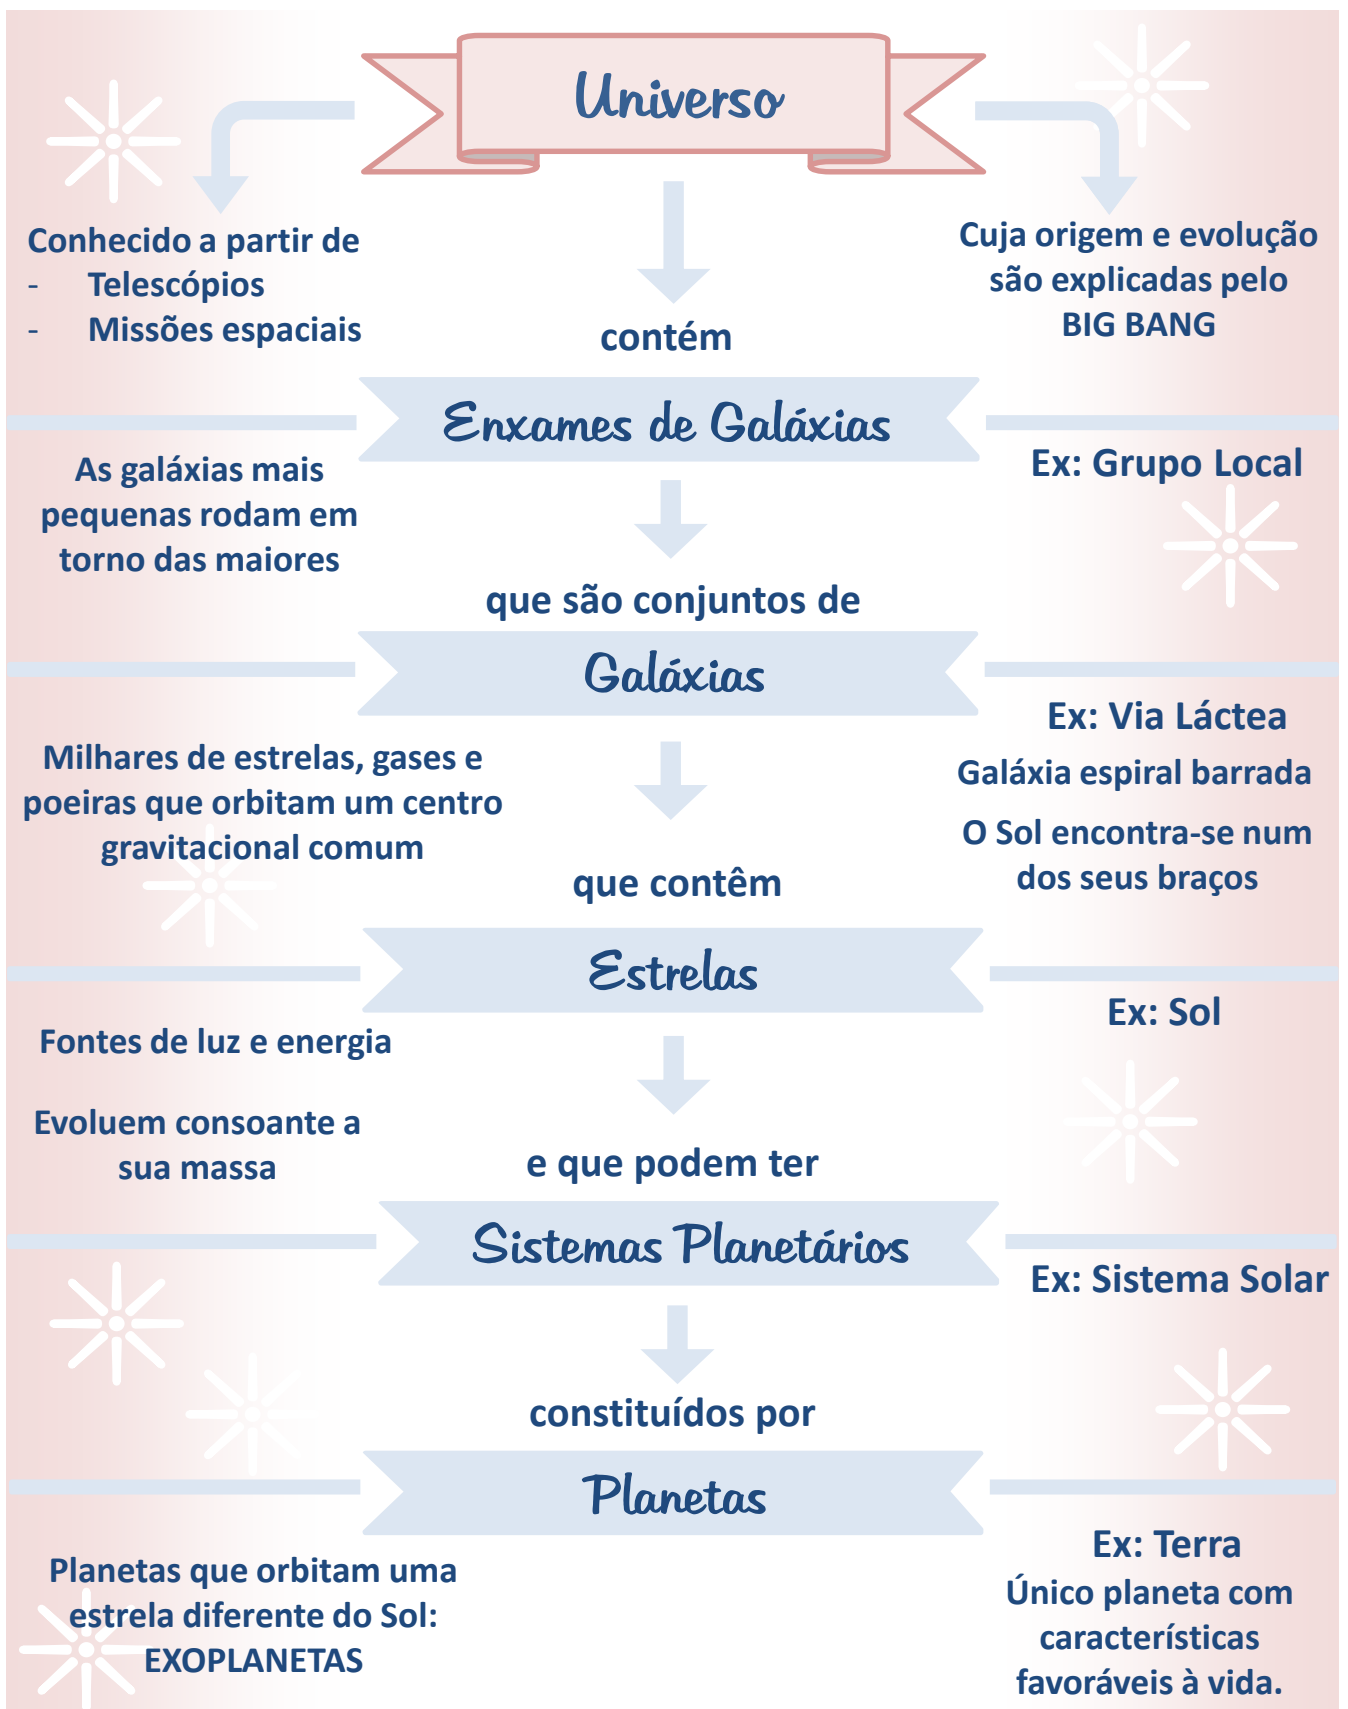 Universo
Conhecido a partir de
- Telescópios
- Missões espaciais
Cuja origem e evolução
são explicadas pelo
BIG BANG
contém
Enxames de Galáxias
As galáxias mais
pequenas rodam em
torno das maiores
Ex: Grupo Local
que são conjuntos de
Galáxias
Milhares de estrelas, gases e
poeiras que orbitam um centro
gravitacional comum
Ex: Via Láctea
Galáxia espiral barrada
O Sol encontra-se num
dos seus braços
que contêm
Estrelas
Fontes de luz e energia
Evoluem consoante a
sua massa
Ex: Sol
e que podem ter
Sistemas Planetários
Ex: Sistema Solar
constituídos por
Planetas
Planetas que orbitam uma
estrela diferente do Sol:
EXOPLANETAS
Ex: Terra
Único planeta com
características
favoráveis à vida.